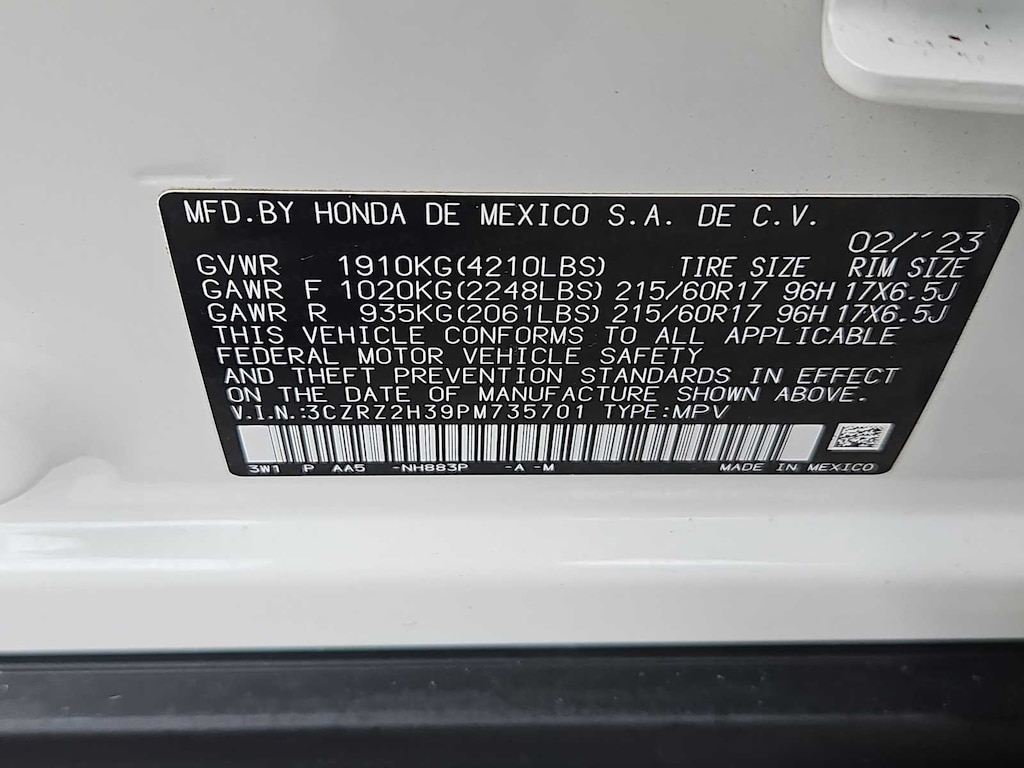 MFD.BY HONDA DE MEXICO S.A. DE C.V.
02/'23
GVWR 1910KG(4210LBS) TIRE SIZE RIM SIZE
GAWR F 1020KG(2248LBS) 215/60R17 96H 17X6.5J
GAWR R 935KG(2061LBS) 215/60R17 96H 17X6.5J
THIS VEHICLE CONFORMS TO ALL APPLICABLE
FEDERAL MOTOR VEHICLE SAFETY
AND THEFT PREVENTION STANDARDS IN EFFECT
ON THE DATE OF MANUFACTURE SHOWN ABOVE.
V.I.N.:3CZRZ2H39PM735701 TYPE:MPV
3W1 P AA5 -NH883P -A -M MADE IN MEXICO